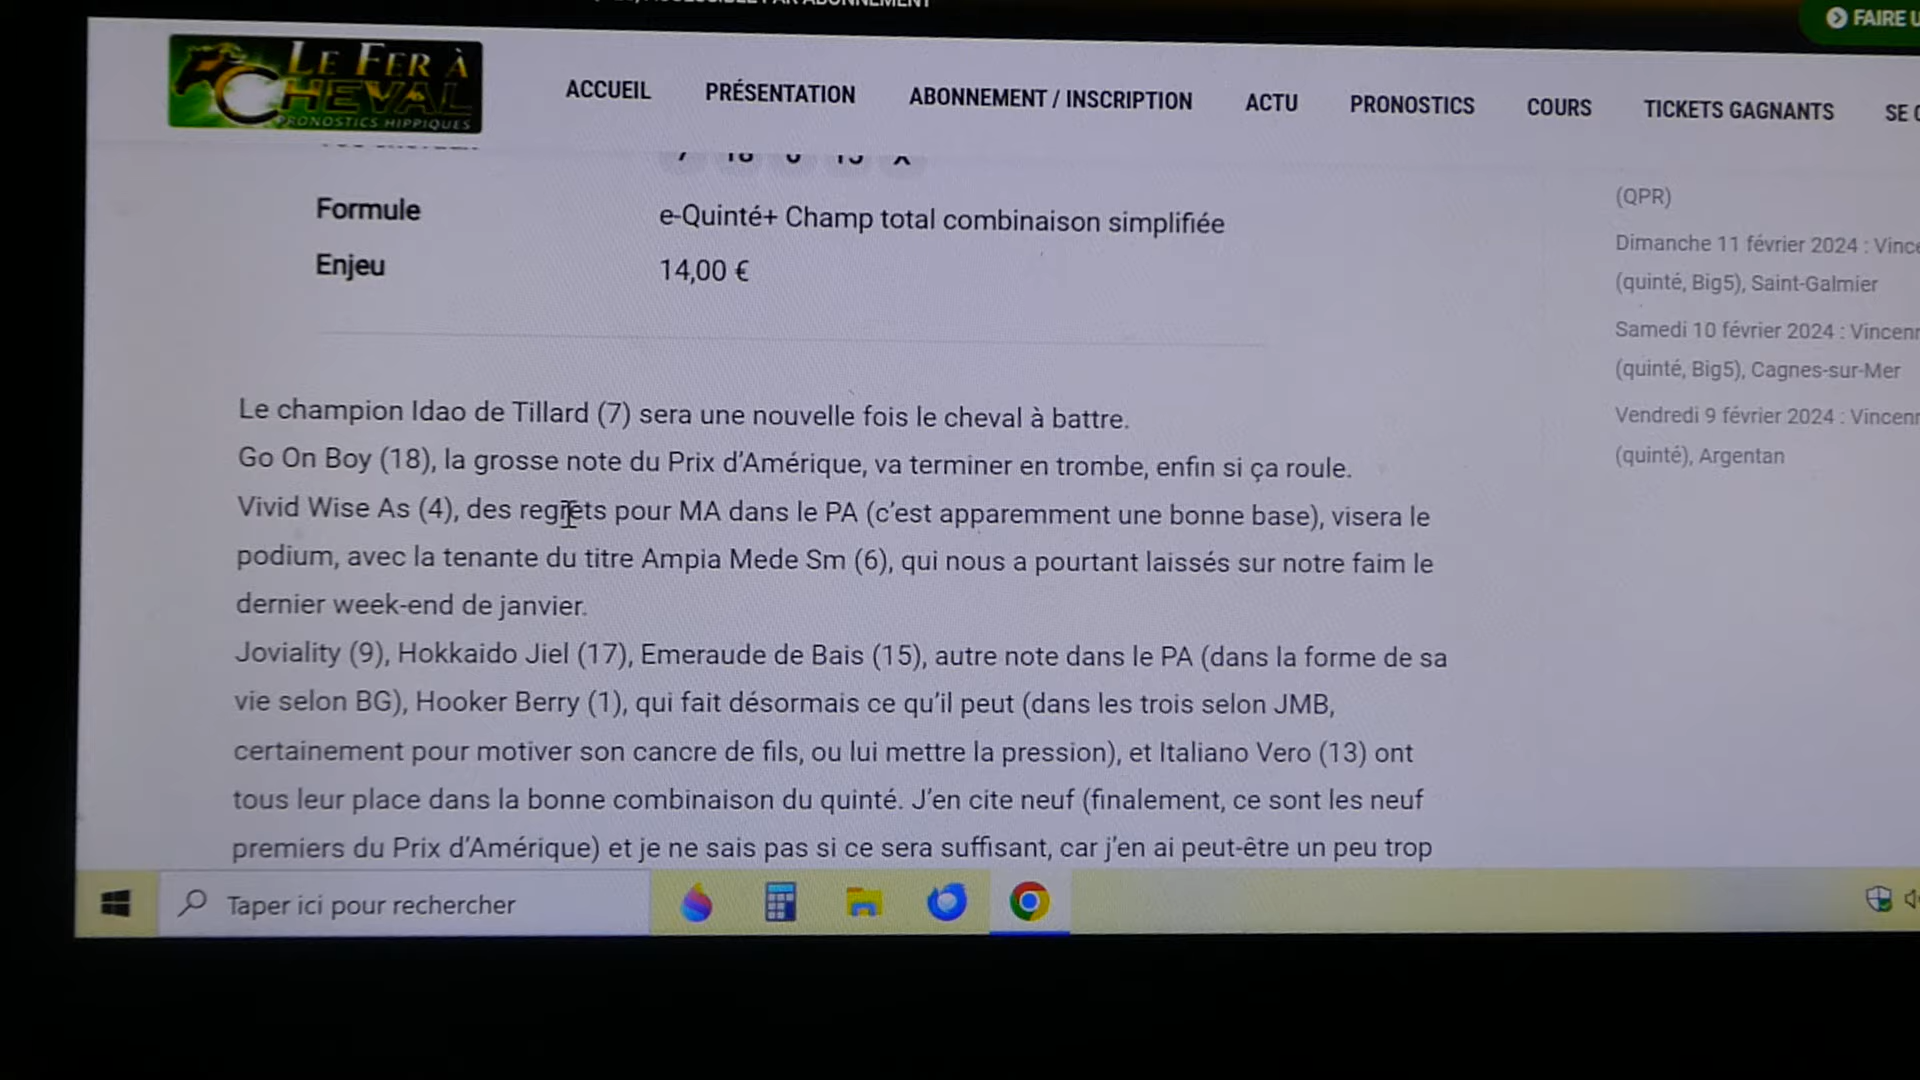 FAIRE
LE FER À
CHEVAL
PRONOSTICS HIPPIQUES
ACCUEIL PRÉSENTATION ABONNEMENT / INSCRIPTION ACTU PRONOSTICS COURS TICKETS GAGNANTS SE
Formule e-Quinté+ Champ total combinaison simplifiée
Enjeu 14,00 €
Le champion Idao de Tillard (7) sera une nouvelle fois le cheval à battre.
Go On Boy (18), la grosse note du Prix d'Amérique, va terminer en trombe, enfin si ça roule.
Vivid Wise As (4), des regrets pour MA dans le PA (c'est apparemment une bonne base), visera le
podium, avec la tenante du titre Ampia Mede Sm (6), qui nous a pourtant laissés sur notre faim le
dernier week-end de janvier.
Joviality (9), Hokkaido Jiel (17), Emeraude de Bais (15), autre note dans le PA (dans la forme de sa
vie selon BG), Hooker Berry (1), qui fait désormais ce qu'il peut (dans les trois selon JMB,
certainement pour motiver son cancre de fils, ou lui mettre la pression), et Italiano Vero (13) ont
tous leur place dans la bonne combinaison du quinté. J'en cite neuf (finalement, ce sont les neuf
premiers du Prix d'Amérique) et je ne sais pas si ce sera suffisant, car j'en ai peut-être un peu trop
(QPR)
Dimanche 11 février 2024 : Vince
(quinté, Big5), Saint-Galmier
Samedi 10 février 2024 : Vincenn
(quinté, Big5), Cagnes-sur-Mer
Vendredi 9 février 2024 : Vincenn
(quinté), Argentan
Taper ici pour rechercher